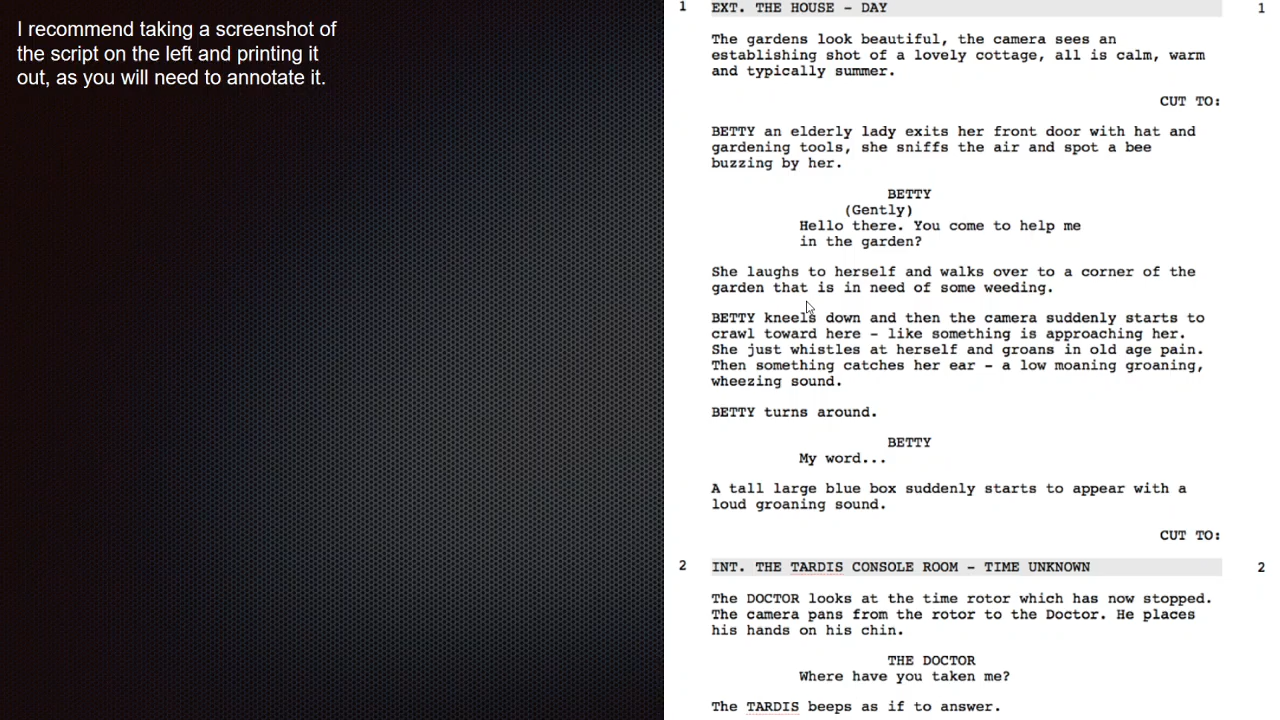 I recommend taking a screenshot of
the script on the left and printing it
out, as you will need to annotate it.
1 EXT. THE HOUSE – DAY 1
The gardens look beautiful, the camera sees an
establishing shot of a lovely cottage, all is calm, warm
and typically summer.
CUT TO:
BETTY an elderly lady exits her front door with hat and
gardening tools, she sniffs the air and spot a bee
buzzing by her.
BETTY
(Gently)
Hello there. You come to help me
in the garden?
She laughs to herself and walks over to a corner of the
garden that is in need of some weeding.
BETTY kneels down and then the camera suddenly starts to
crawl toward here – like something is approaching her.
She just whistles at herself and groans in old age pain.
Then something catches her ear – a low moaning groaning,
wheezing sound.
BETTY turns around.
BETTY
My word...
A tall large blue box suddenly starts to appear with a
loud groaning sound.
CUT TO:
2 INT. THE TARDIS CONSOLE ROOM – TIME UNKNOWN 2
The DOCTOR looks at the time rotor which has now stopped.
The camera pans from the rotor to the Doctor. He places
his hands on his chin.
THE DOCTOR
Where have you taken me?
The TARDIS beeps as if to answer.